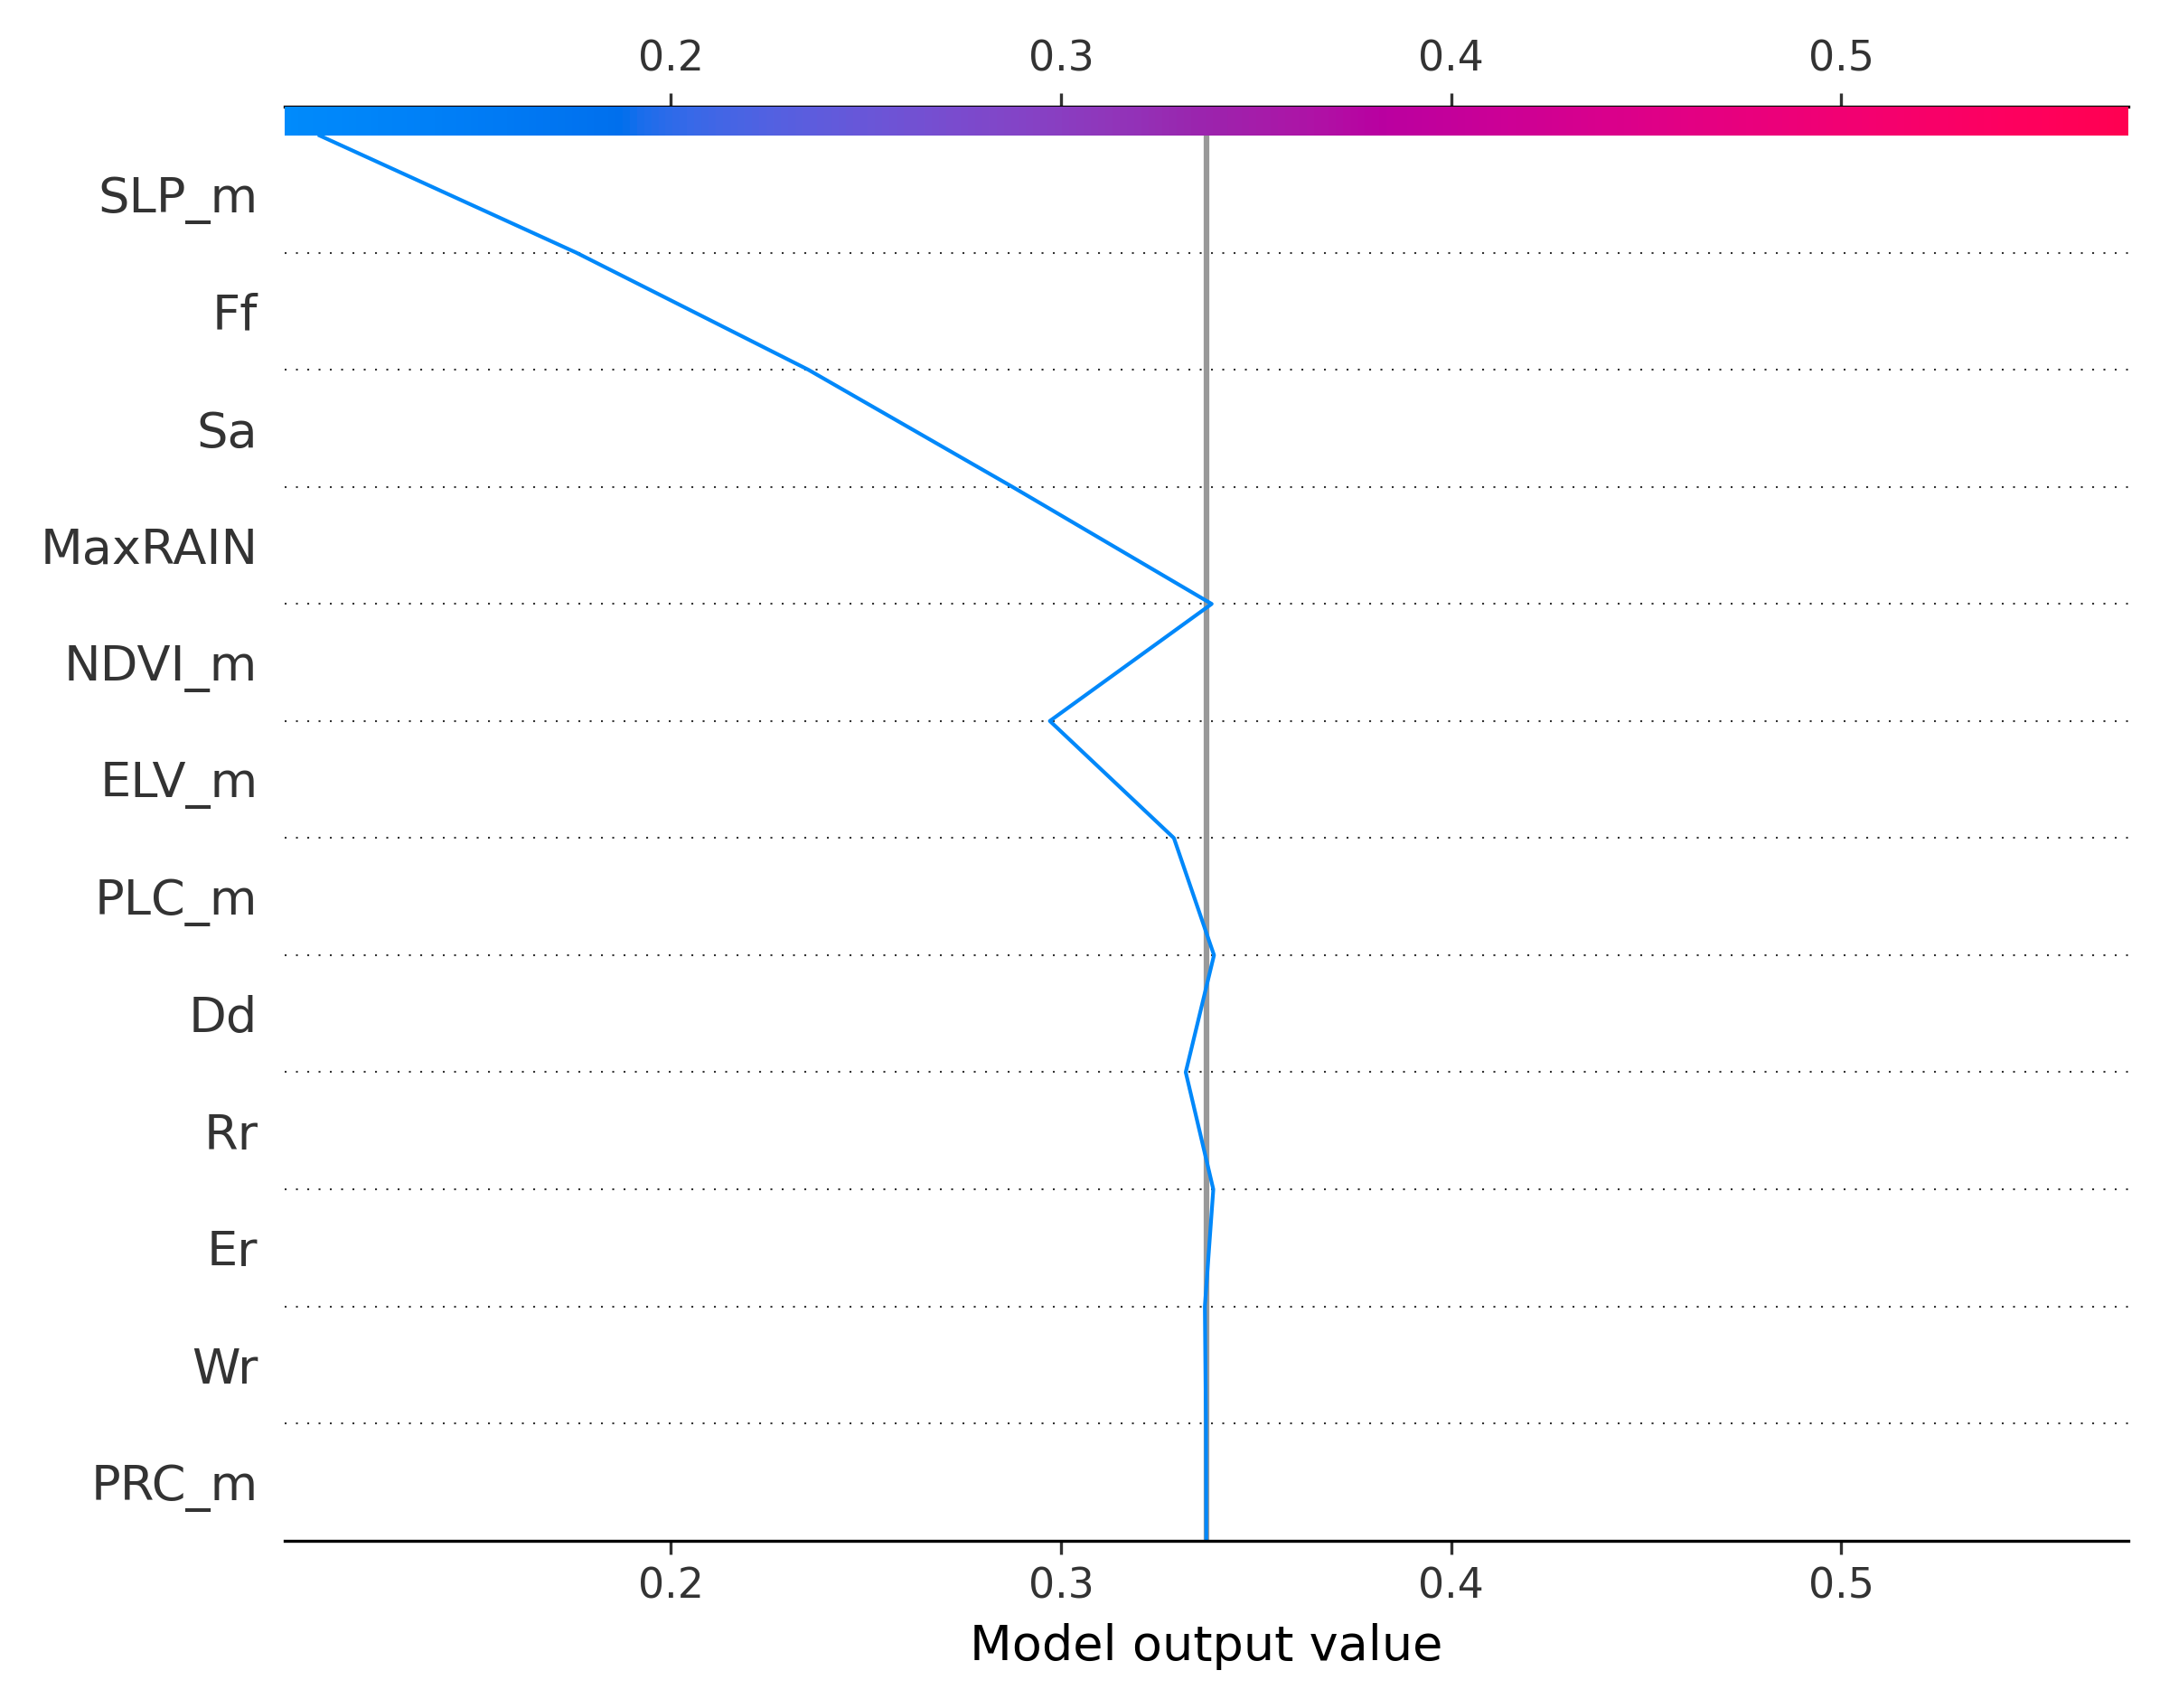 0.2 0.3 0.4 0.5
SLP_m
Ff
Sa
MaxRAIN
NDVI_m
ELV_m
PLC_m
Dd
Rr
Er
Wr
PRC_m
0.2 0.3 0.4 0.5
Model output value